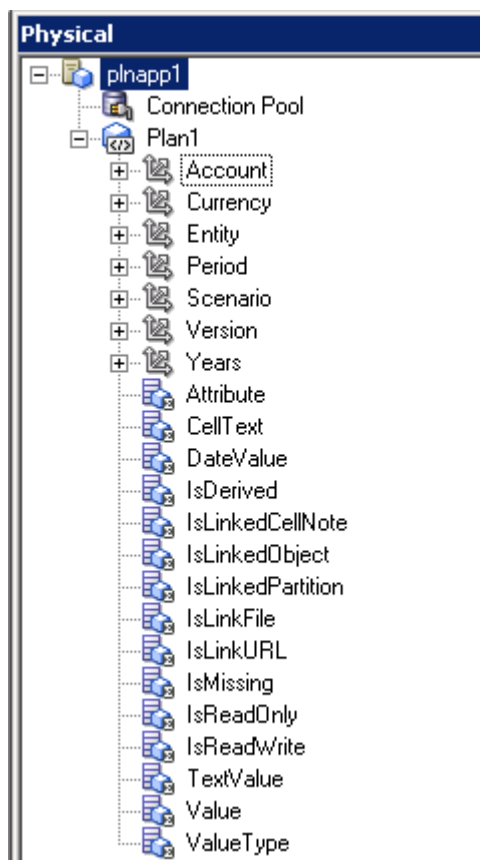 Physical
plnapp1
Connection Pool
Plan1
Account
Currency
Entity
Period
Scenario
Version
Years
Attribute
CellText
DateValue
IsDerived
IsLinkedCellNote
IsLinkedObject
IsLinkedPartition
IsLinkFile
IsLinkURL
IsMissing
IsReadOnly
IsReadWrite
TextValue
Value
ValueType